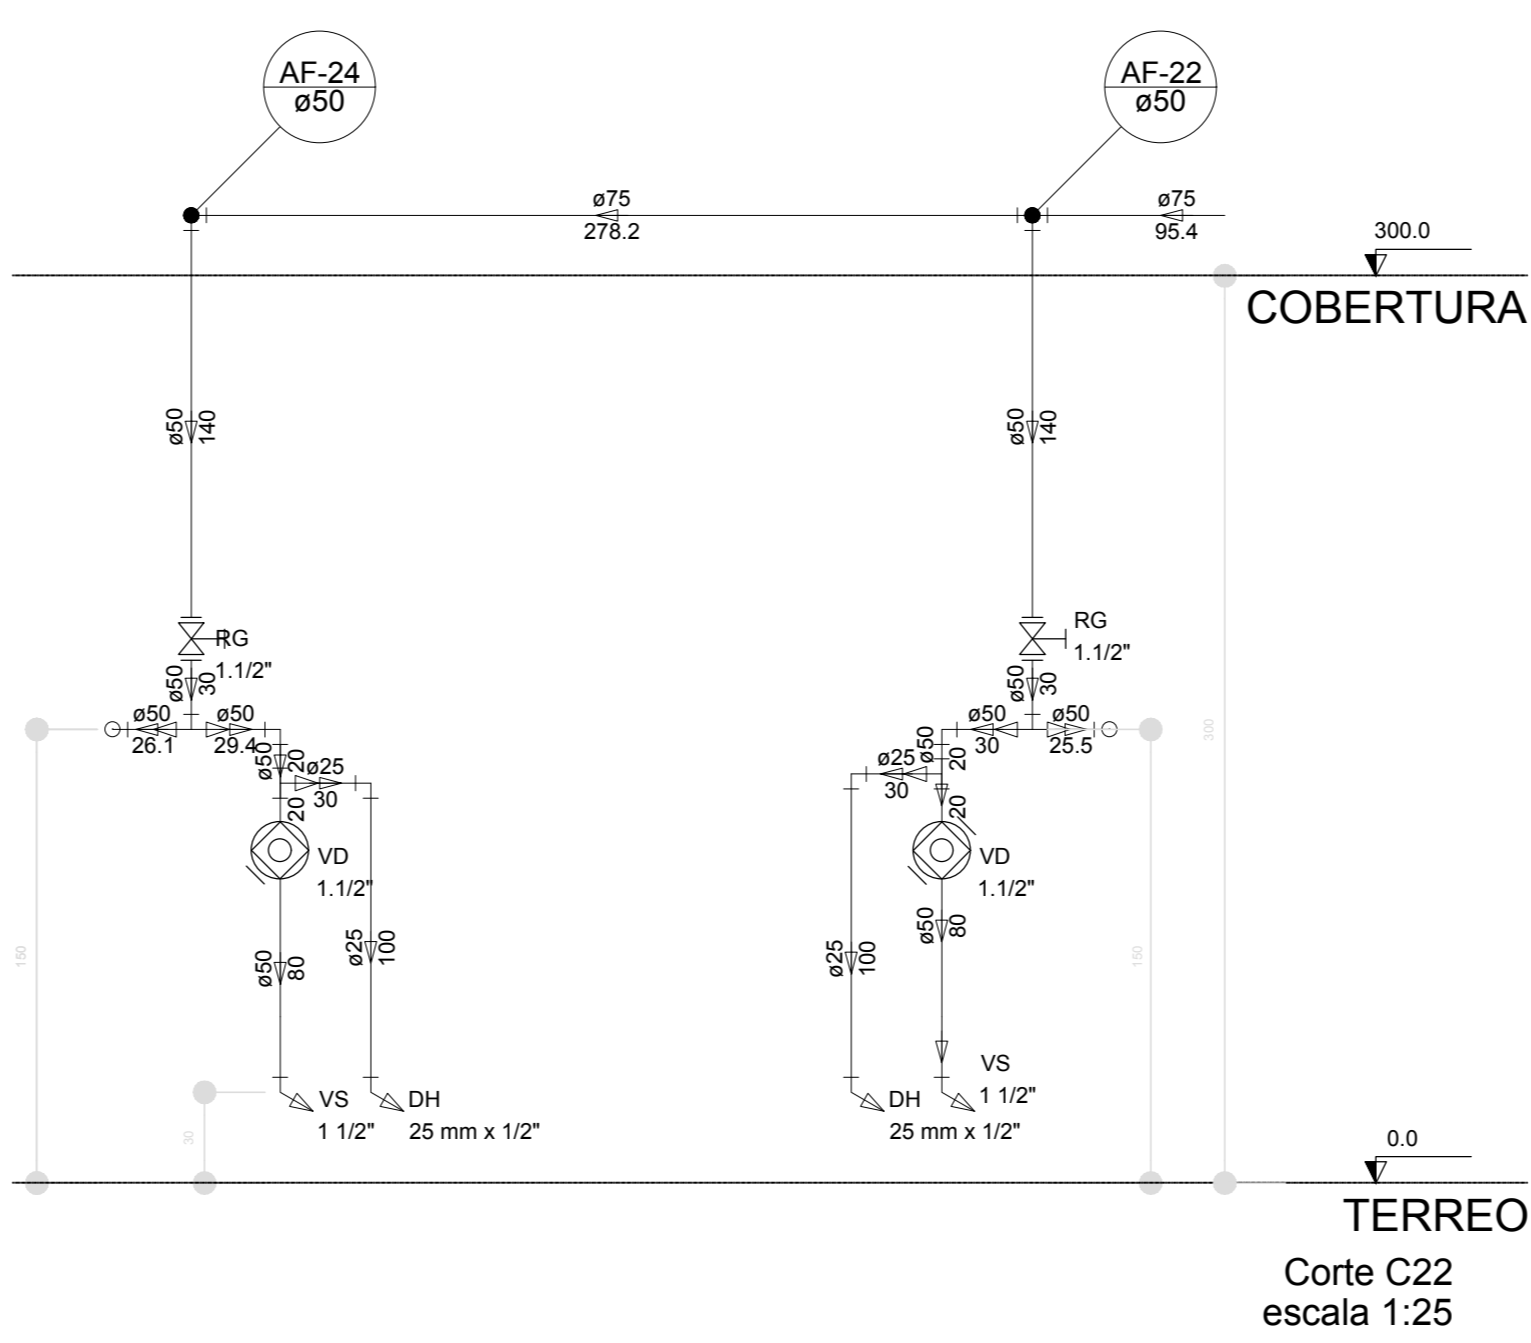 AF-24
ø50
AF-22
ø50
ø75
278.2
ø75
95.4
300.0
COBERTURA
ø50
140
ø50
140
RG
1.1/2"
RG
1.1/2"
ø50
30
ø50
30
ø50
26.1
ø50
29.4
ø50
30
ø50
25.5
300
ø50
20
ø25
30
20
ø25
30
ø50
20
20
VD
1.1/2"
VD
1.1/2"
150
ø50
80
ø25
100
ø25
100
ø50
80
150
VS
1 1/2"
DH
25 mm x 1/2"
DH
25 mm x 1/2"
VS
1 1/2"
30
0.0
TERREO
Corte C22
escala 1:25